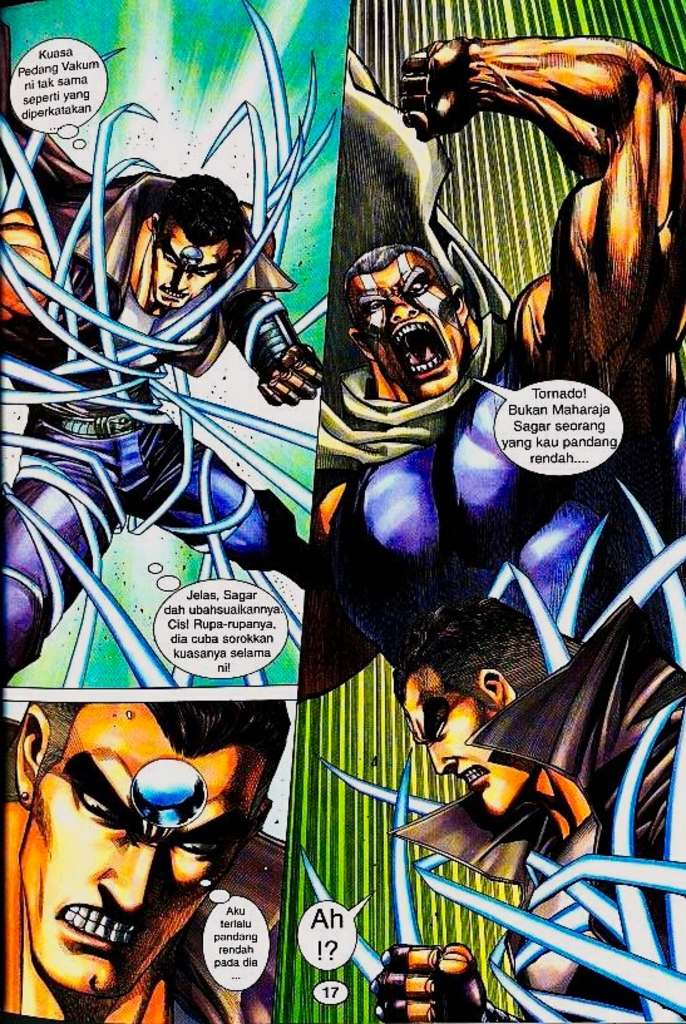 Kuasa
Pedang Vakum
ni tak sama
seperti yang
diperkatakan
Jelas, Sagar
dah ubahsuaikannya.
Cis! Rupa-rupanya,
dia cuba sorokkan
kuasanya selama
ni!
Aku
terlalu
pandang
rendah
pada dia
...
Tornado!
Bukan Maharaja
Sagar seorang
yang kau pandang
rendah....
Ah
!?
17